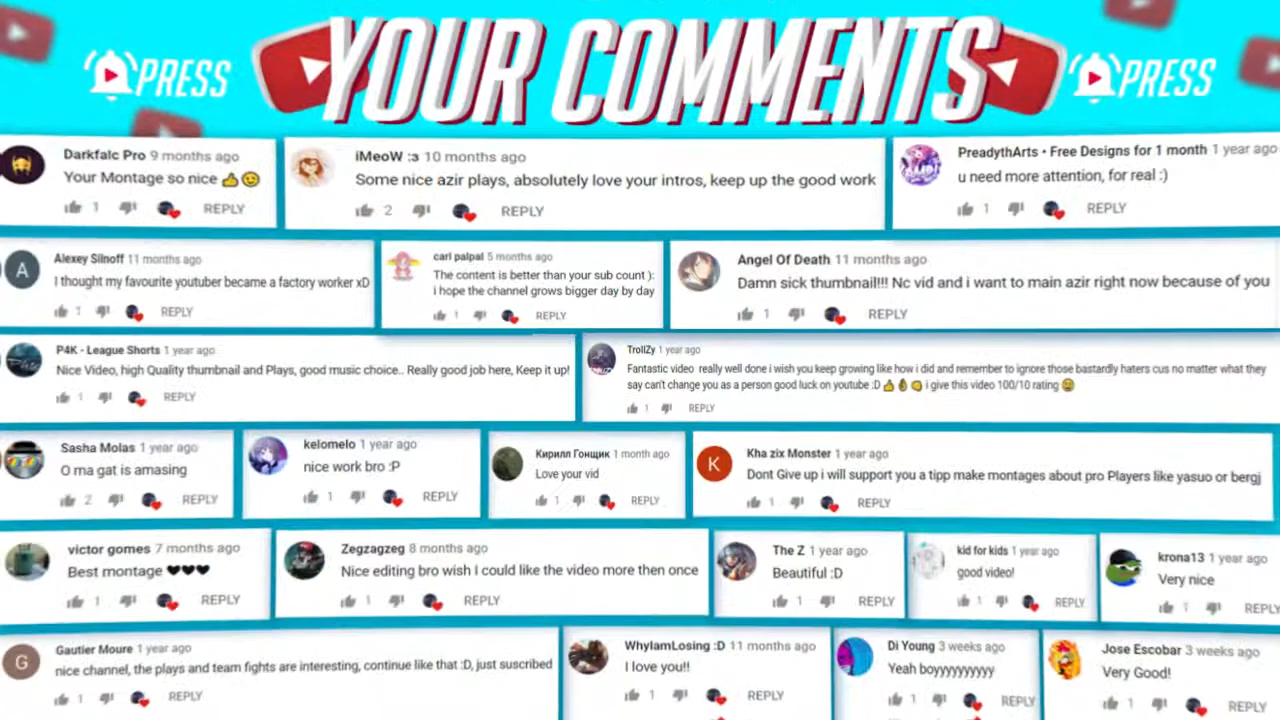 YOUR COMMENTS
PRESS
PRESS
Darkfalc Pro 9 months ago
Your Montage so nice 👍😉
1 REPLY
iMeoW :з 10 months ago
Some nice azir plays, absolutely love your intros, keep up the good work
2 REPLY
PreadythArts • Free Designs for 1 month 1 year ago
u need more attention, for real :)
1 REPLY
A
Alexey Silnoff 11 months ago
I thought my favourite youtuber became a factory worker xD
1 REPLY
carl palpal 5 months ago
The content is better than your sub count ):
i hope the channel grows bigger day by day
1 REPLY
Angel Of Death 11 months ago
Damn sick thumbnail!!! Nc vid and i want to main azir right now because of you
1 REPLY
P4K - League Shorts 1 year ago
Nice Video, high Quality thumbnail and Plays, good music choice.. Really good job here, Keep it up!
1 REPLY
TrollZy 1 year ago
Fantastic video really well done i wish you keep growing like how i did and remember to ignore those bastardly haters cus no matter what they
say can't change you as a person good luck on youtube :D 👍👌👊 i give this video 100/10 rating
1 REPLY
Sasha Molas 1 year ago
O ma gat is amasing
2 REPLY
kelomelo 1 year ago
nice work bro :P
1 REPLY
Кирилл Гонщик 1 month ago
Love your vid
1 REPLY
K
Kha zix Monster 1 year ago
Dont Give up i will support you a tipp make montages about pro Players like yasuo or bergj
1 REPLY
victor gomes 7 months ago
Best montage ♥♥♥
1 REPLY
Zegzagzeg 8 months ago
Nice editing bro wish I could like the video more then once
1 REPLY
The Z 1 year ago
Beautiful :D
1 REPLY
kid for kids 1 year ago
good video!
1 REPLY
krona13 1 year ago
Very nice
1 REPLY
G
Gautier Moure 1 year ago
nice channel, the plays and team fights are interesting, continue like that :D, just suscribed
1 REPLY
WhyIamLosing :D 11 months ago
I love you!!
1 REPLY
Di Young 3 weeks ago
Yeah boyyyyyyyyy
1 REPLY
Jose Escobar 3 weeks ago
Very Good!
1 REPLY